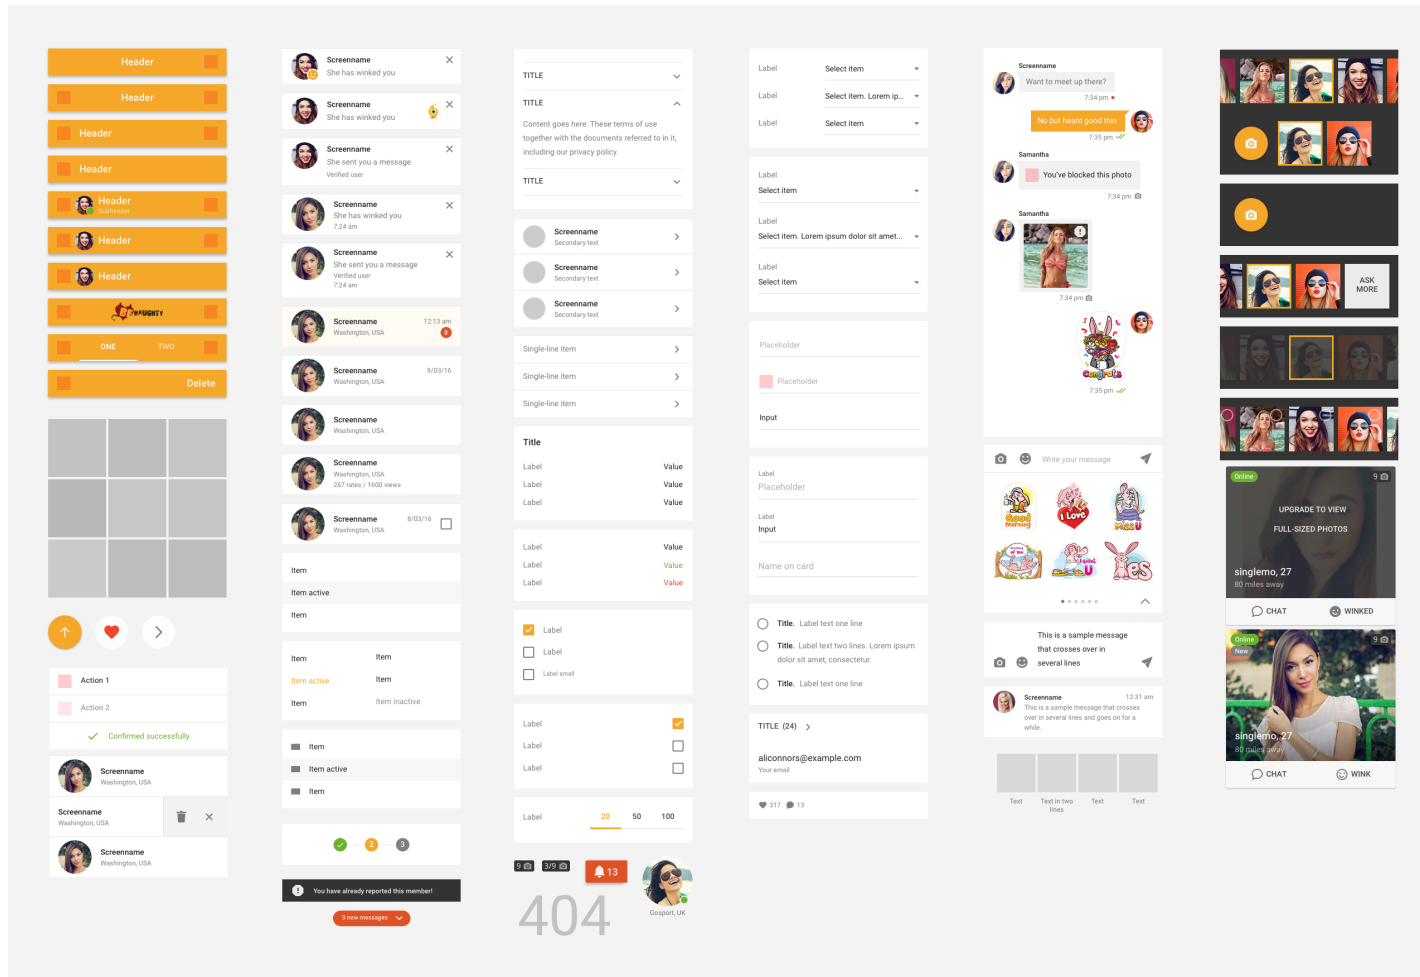 Header
Header
Header
Header
Header
Subheader
Header
Header
BENAUGHTY
ONE
TWO
Delete
Action 1
Action 2
Confirmed successfully
Screenname
Washington, USA
Screenname
Washington, USA
Screenname
Washington, USA
Screenname
She has winked you
Screenname
She has winked you
Screenname
She sent you a message
Verified user
Screenname
She has winked you
7:24 am
Screenname
She sent you a message
Verified user
7:24 am
Screenname
12:13 am
Washington, USA
8
Screenname
9/03/16
Washington, USA
Screenname
Washington, USA
Screenname
Washington, USA
267 rates / 1600 views
Screenname
8/03/16
Washington, USA
Item
Item active
Item
Item
Item
Item active
Item
Item
Item inactive
Item
Item active
Item
2
3
You have already reported this member!
3 new messages
TITLE
TITLE
Content goes here. These terms of use
together with the documents referred to in it,
including our privacy policy.
TITLE
Screenname
Secondary text
Screenname
Secondary text
Screenname
Secondary text
Single-line item
Single-line item
Single-line item
Title
Label
Value
Label
Value
Label
Value
Label
Value
Label
Value
Label
Value
Label
Label
Label small
Label
Label
Label
Label
20
50
100
9
3/9
13
404
Gosport, UK
Label
Select item
Label
Select item. Lorem ip...
Label
Select item
Label
Select item
Label
Select item. Lorem ipsum dolor sit amet...
Label
Select item
Placeholder
Placeholder
Input
Label
Placeholder
Label
Input
Name on card
Title. Label text one line
Title. Label text two lines. Lorem ipsum
dolor sit amet, consectetur.
Title. Label text one line
TITLE (24)
aliconnors@example.com
Your email
317
13
Screenname
Want to meet up there?
7:34 pm
No but heard good thin
7:35 pm
Samantha
You've blocked this photo
7:34 pm
Samantha
7:34 pm
Congrats
7:35 pm
Write your message
Good
Morning
I Love
MISS U
I want
U
Yes
This is a sample message
that crosses over in
several lines
Screenname
12:31 am
This is a sample message that crosses
over in several lines and goes on for a
while.
Text
Text in two
lines
Text
Text
ASK
MORE
Online
9
UPGRADE TO VIEW
FULL-SIZED PHOTOS
singlemo, 27
80 miles away
CHAT
WINKED
Online
9
New
singlemo, 27
80 miles away
CHAT
WINK